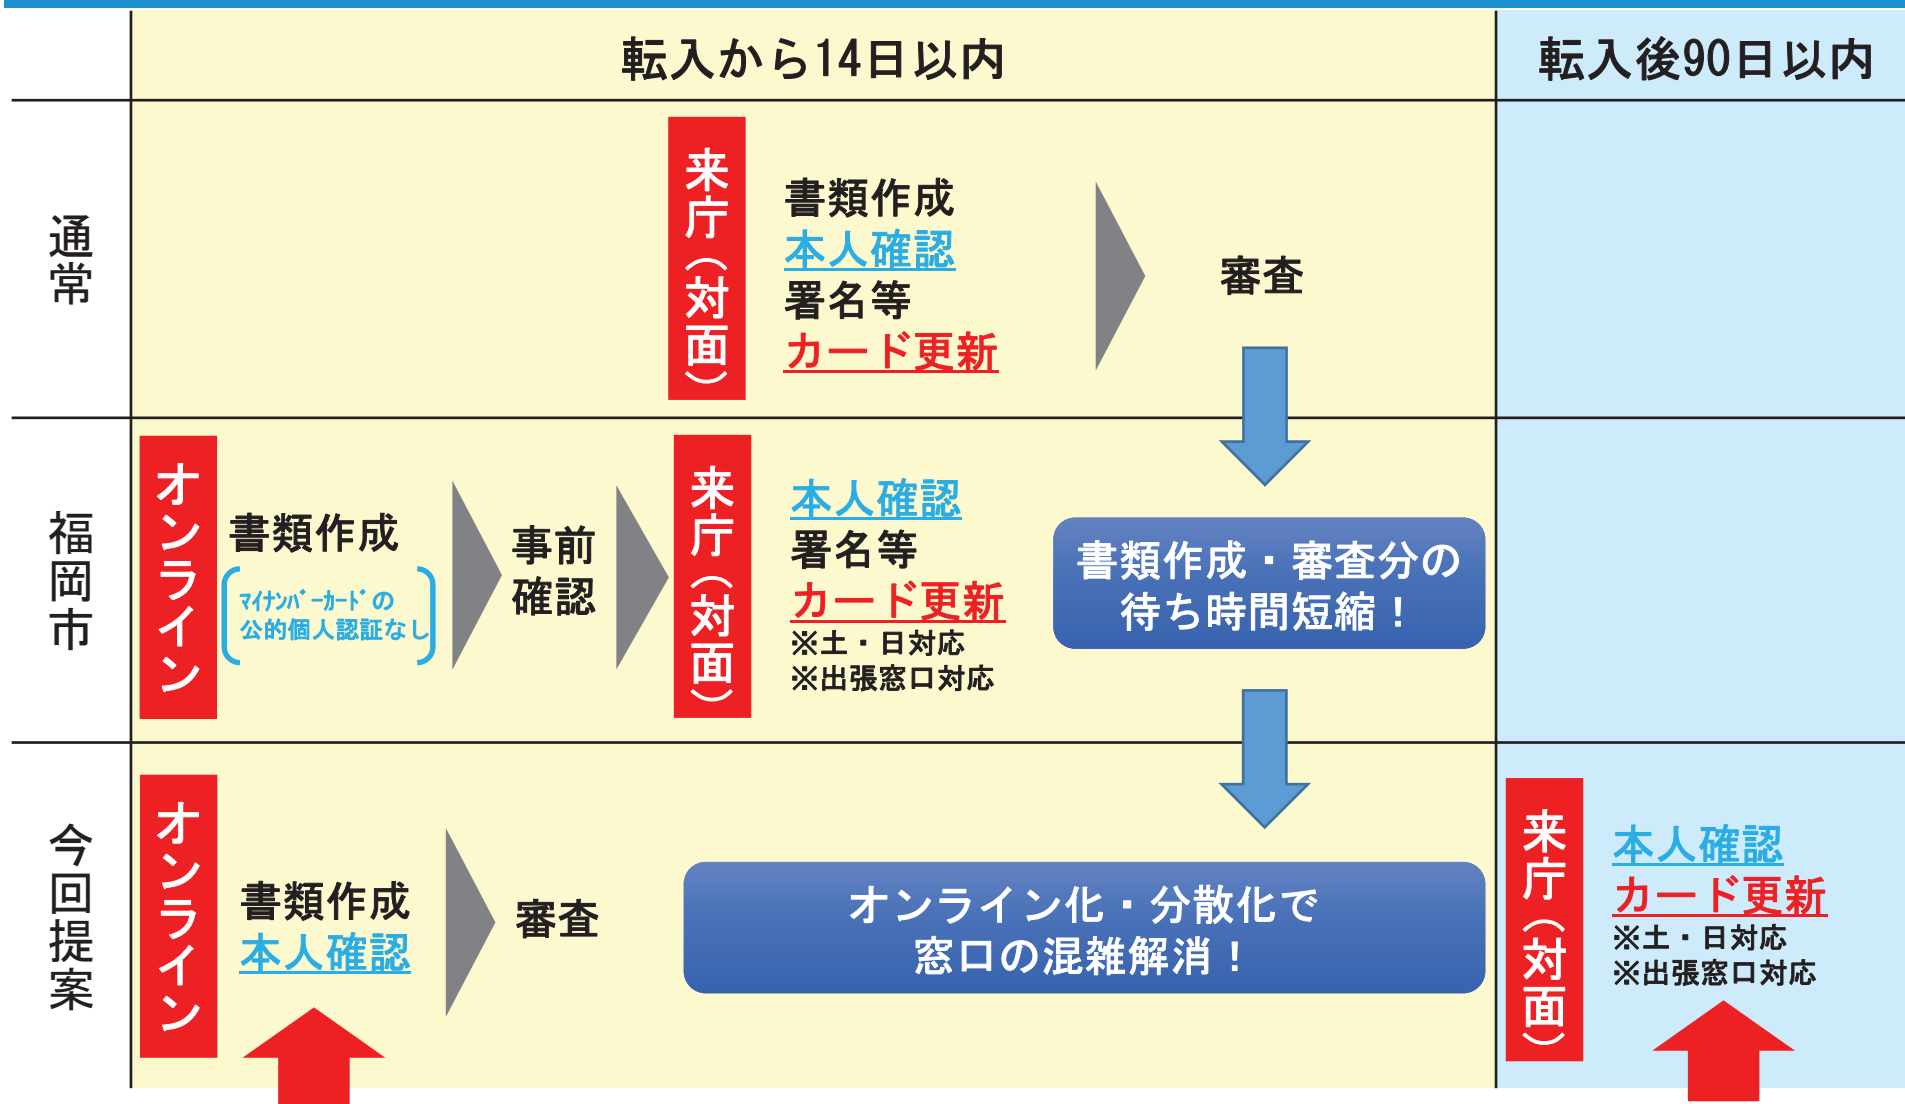 転入から14日以内
転入後90日以内
通常
来庁（対面）
書類作成
本人確認
署名等
カード更新
審査
福岡市
オンライン
書類作成
ﾏｲﾅﾝﾊﾞｰｶｰﾄﾞの
公的個人認証なし
事前
確認
来庁（対面）
本人確認
署名等
カード更新
※土・日対応
※出張窓口対応
書類作成・審査分の
待ち時間短縮！
今回提案
オンライン
書類作成
本人確認
審査
オンライン化・分散化で
窓口の混雑解消！
来庁（対面）
本人確認
カード更新
※土・日対応
※出張窓口対応